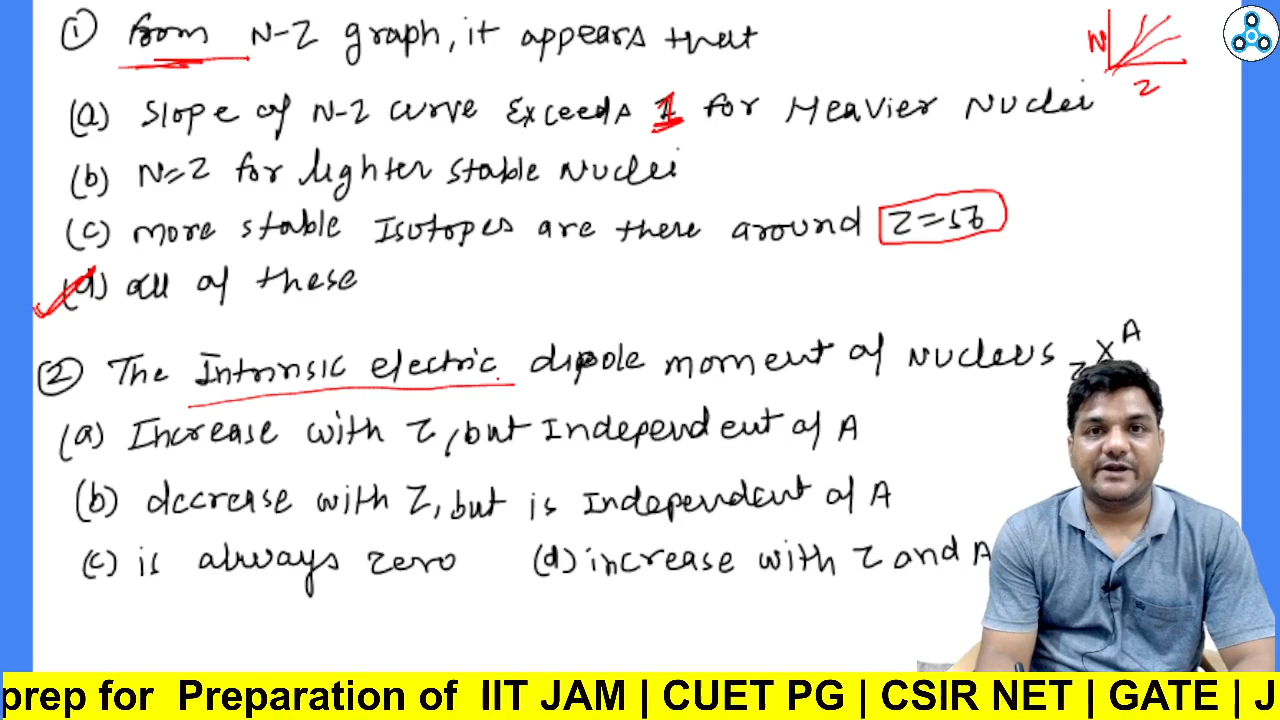 ① From N-Z graph, it appears that
(a) Slope of N-Z curve Exceeds 1 for Heavier Nuclei
(b) N=Z for lighter stable Nuclei
(c) more stable Isotopes are there around Z=50
(d) all of these
N
Z
② The Intrinsic electric dipole moment of Nucleus zXA
(a) Increase with Z, but Independent of A
(b) decrease with Z, but is Independent of A
(c) is always zero (d) increase with Z and A
prep for Preparation of IIT JAM | CUET PG | CSIR NET | GATE | J